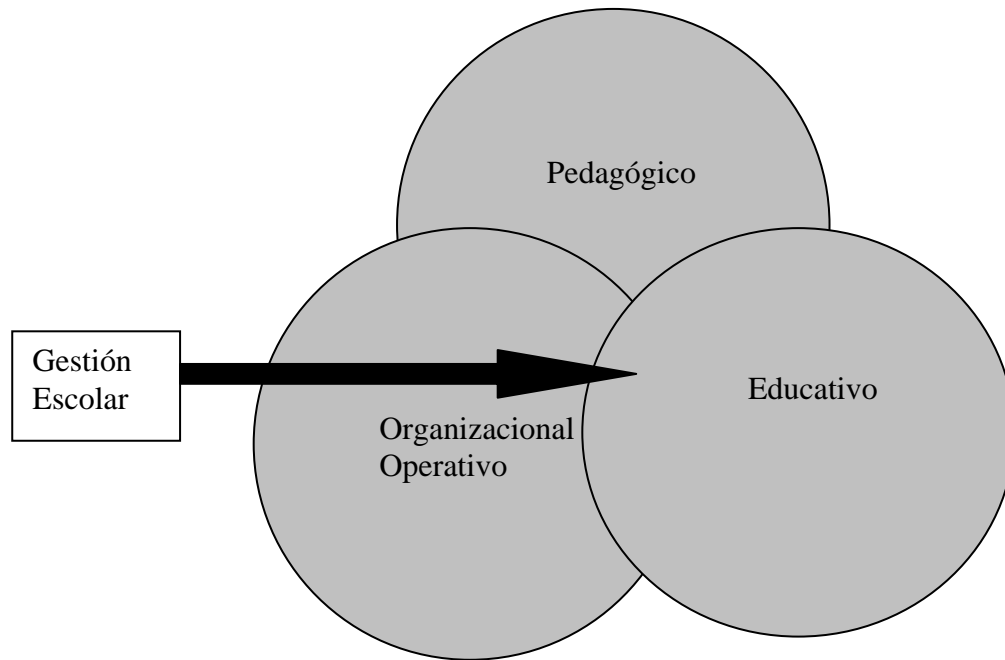 Pedagógico
Gestión
Escolar
Educativo
Organizacional
Operativo